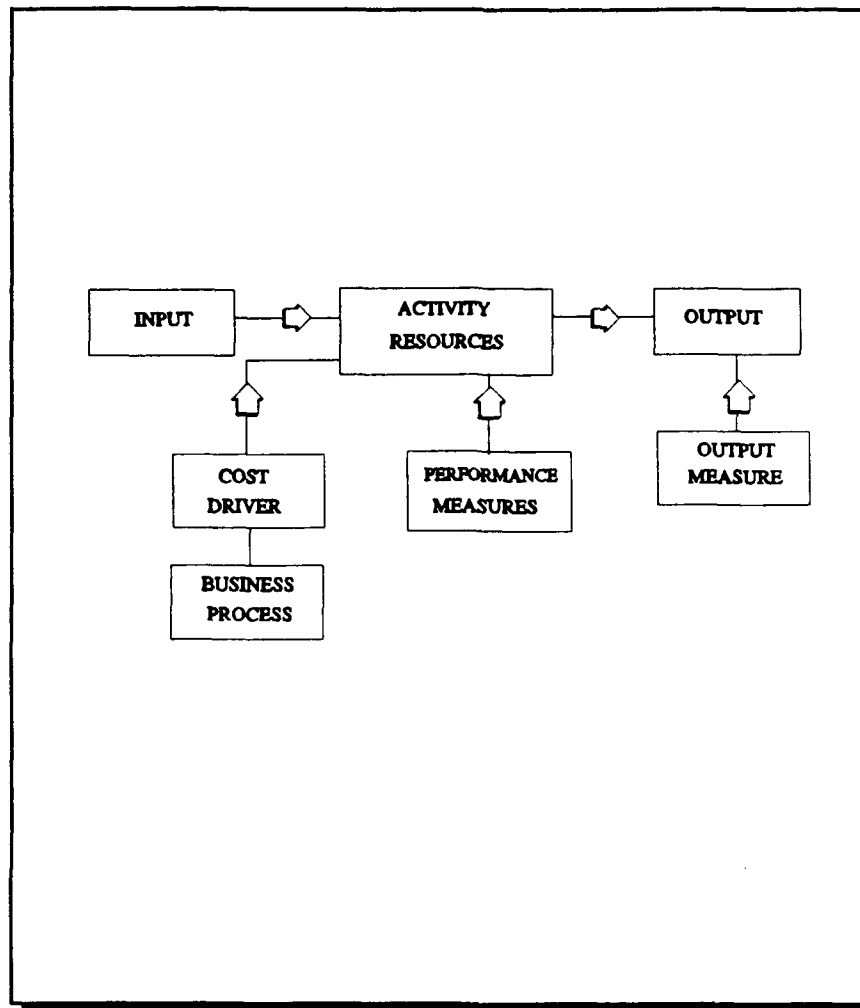 INPUT
ACTIVITY
RESOURCES
OUTPUT
COST
DRIVER
PERFORMANCE
MEASURES
OUTPUT
MEASURE
BUSINESS
PROCESS